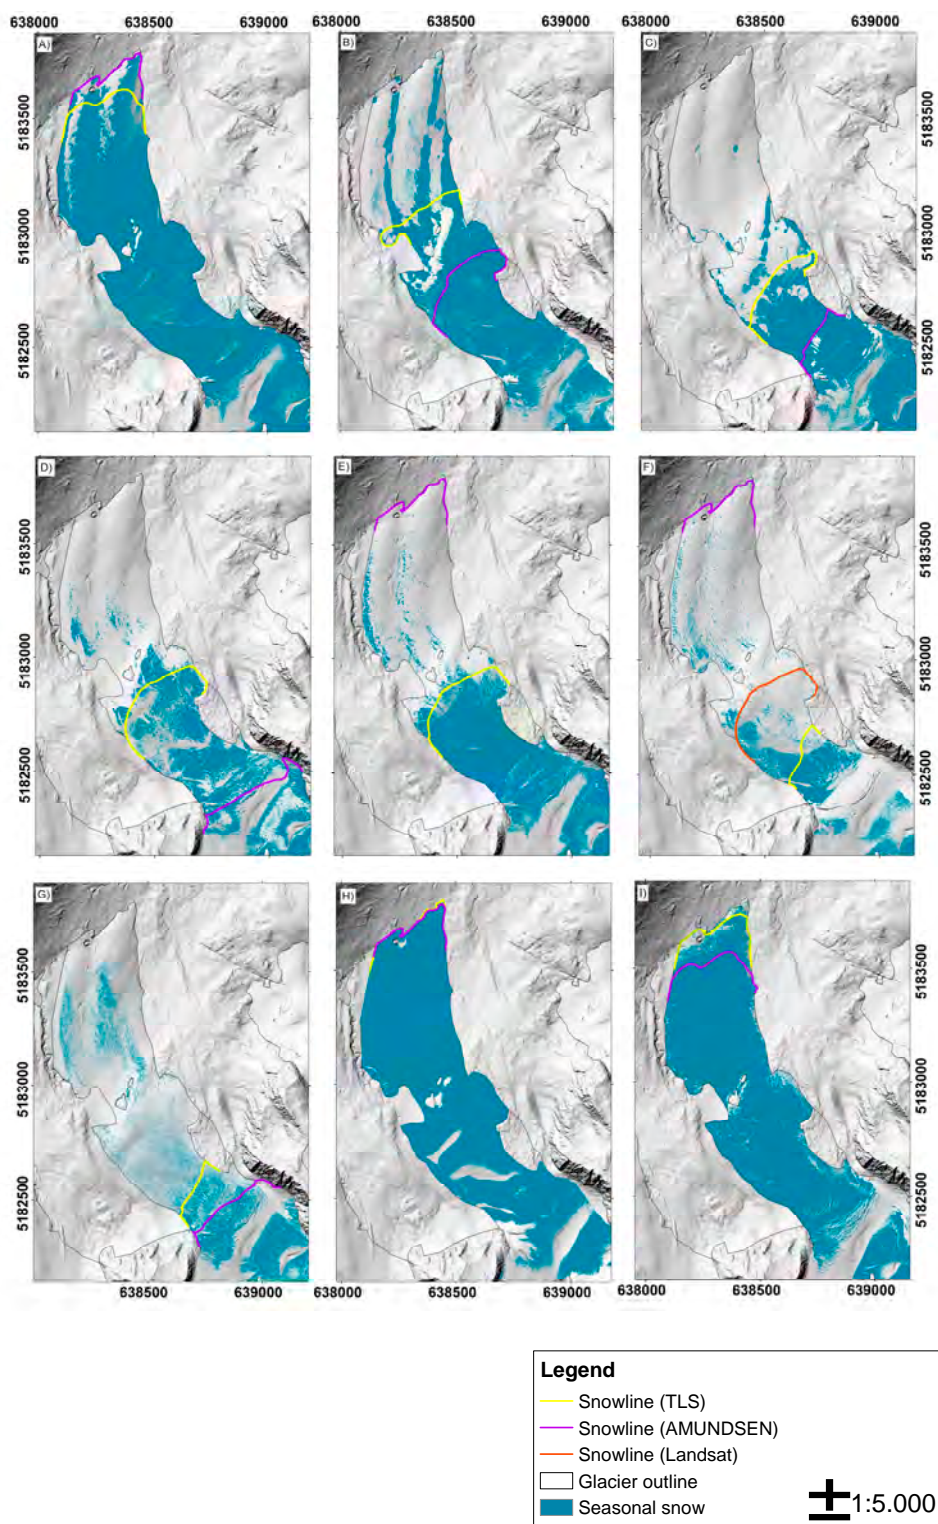 638000 638500 639000 638000 638500 639000 638000 638500 639000
A) B) C)
5183500 5183500
5183000 5183000
5182500 5182500
D) E) F)
5183500 5183500
5183000 5183000
5182500 5182500
G) H) I)
5183500 5183500
5183000 5183000
5182500 5182500
638500 639000 638000 638500 639000 638000 638500 639000
Legend
Snowline (TLS)
Snowline (AMUNDSEN)
Snowline (Landsat)
Glacier outline
Seasonal snow
1:5.000